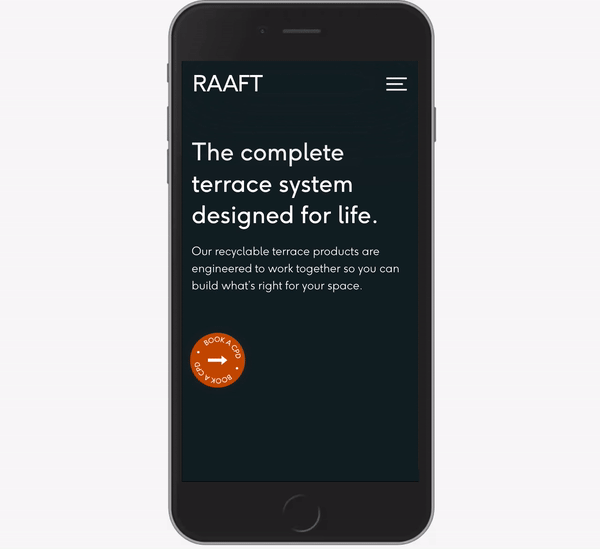 RAAFT
The complete
terrace system
designed for life.
Our recyclable terrace products are
engineered to work together so you can
build what's right for your space.
BOOK A CPD • BOOK A CPD •